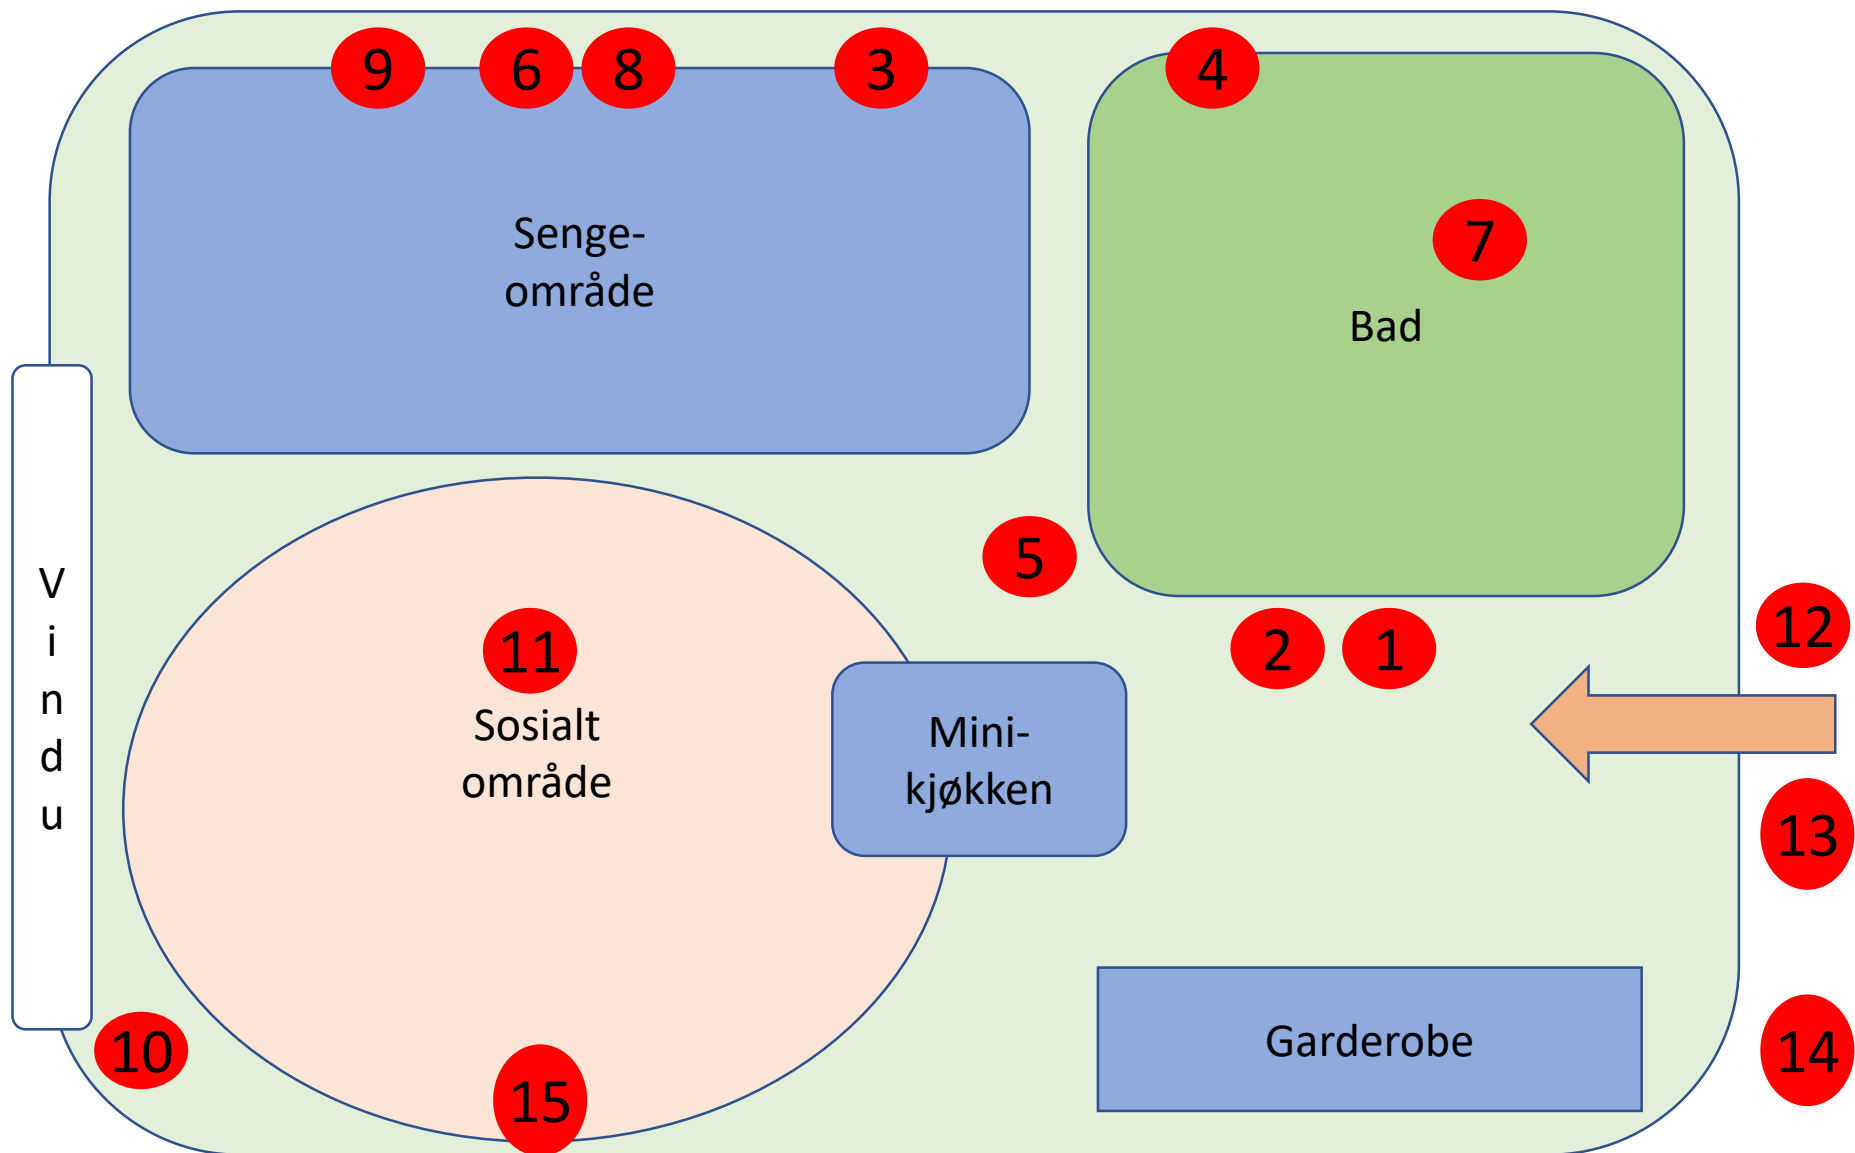 9
6
8
3
4
Senge-
område
7
Bad
5
V
i
n
d
u
11
Sosialt
område
Mini-
kjøkken
2
1
12
13
10
15
Garderobe
14